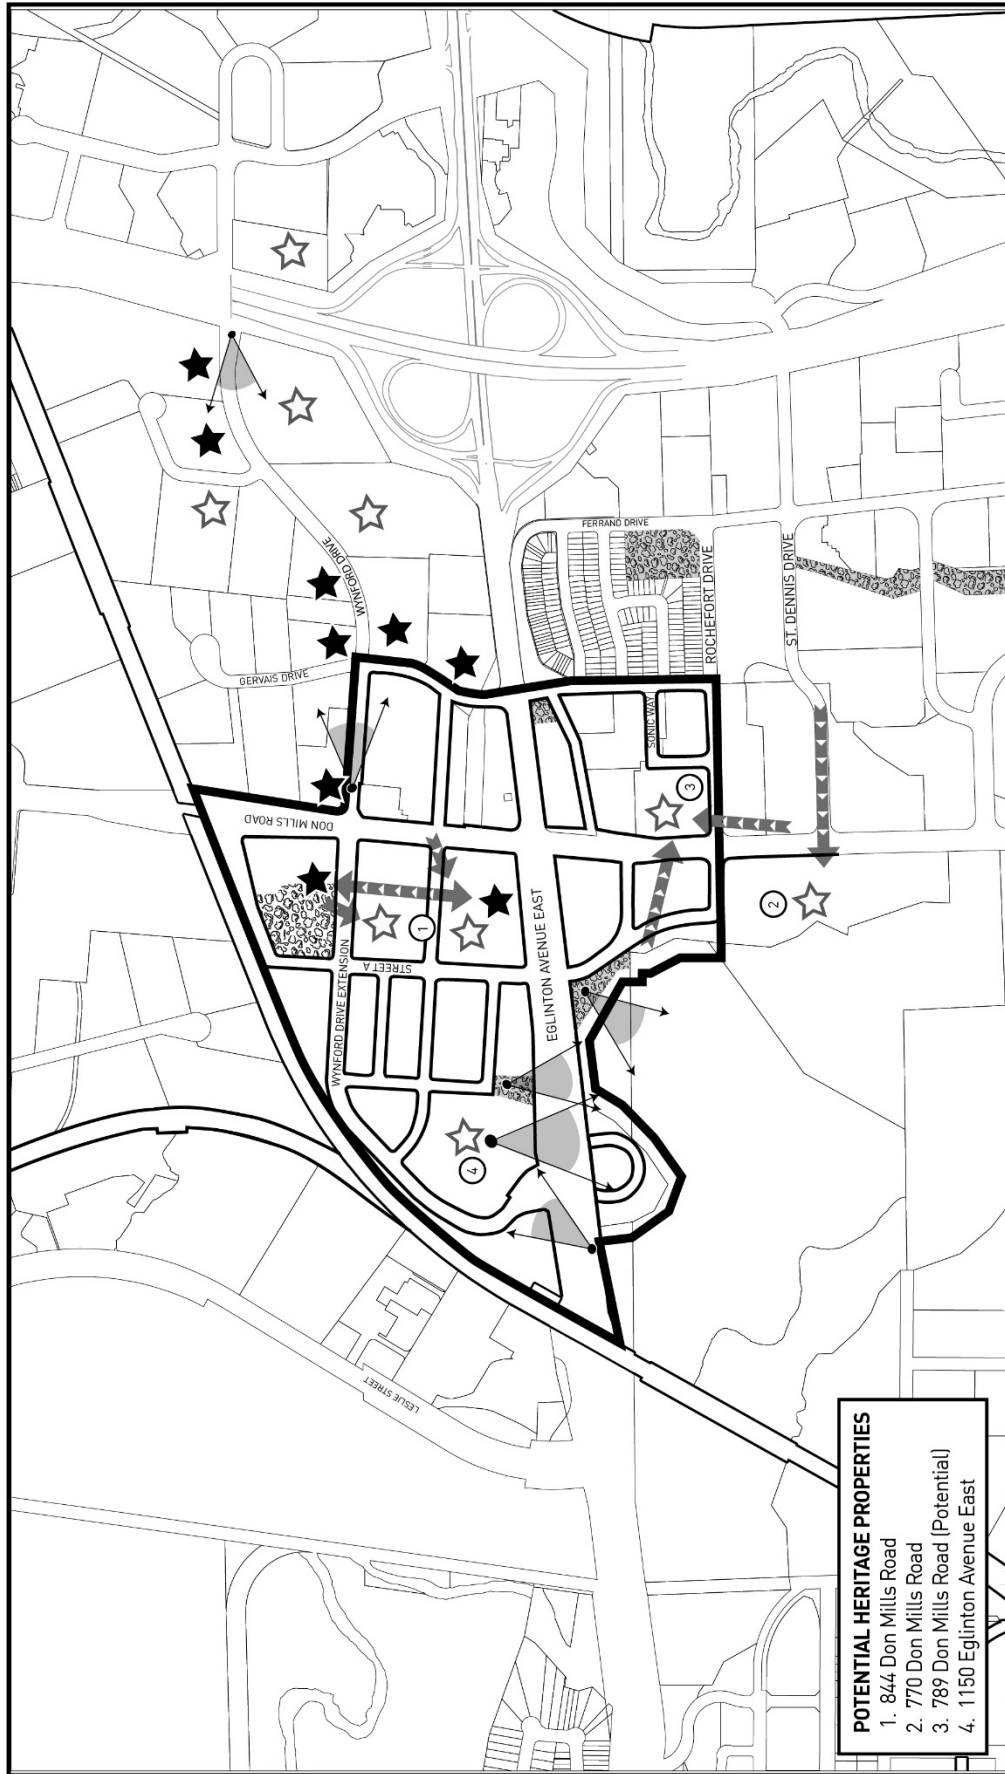 WYNFORD DRIVE
GERVAIS DRIVE
DON MILLS ROAD
FERRAND DRIVE
ROCHEFORT DRIVE
ST. DENNIS DRIVE
SONIC WAY
3
2
1
4
EGLINTON AVENUE EAST
STREET A
WYNFORD DRIVE EXTENSION
LESLIE STREET
POTENTIAL HERITAGE PROPERTIES
1. 844 Don Mills Road
2. 770 Don Mills Road
3. 789 Don Mills Road (Potential)
4. 1150 Eglinton Avenue East